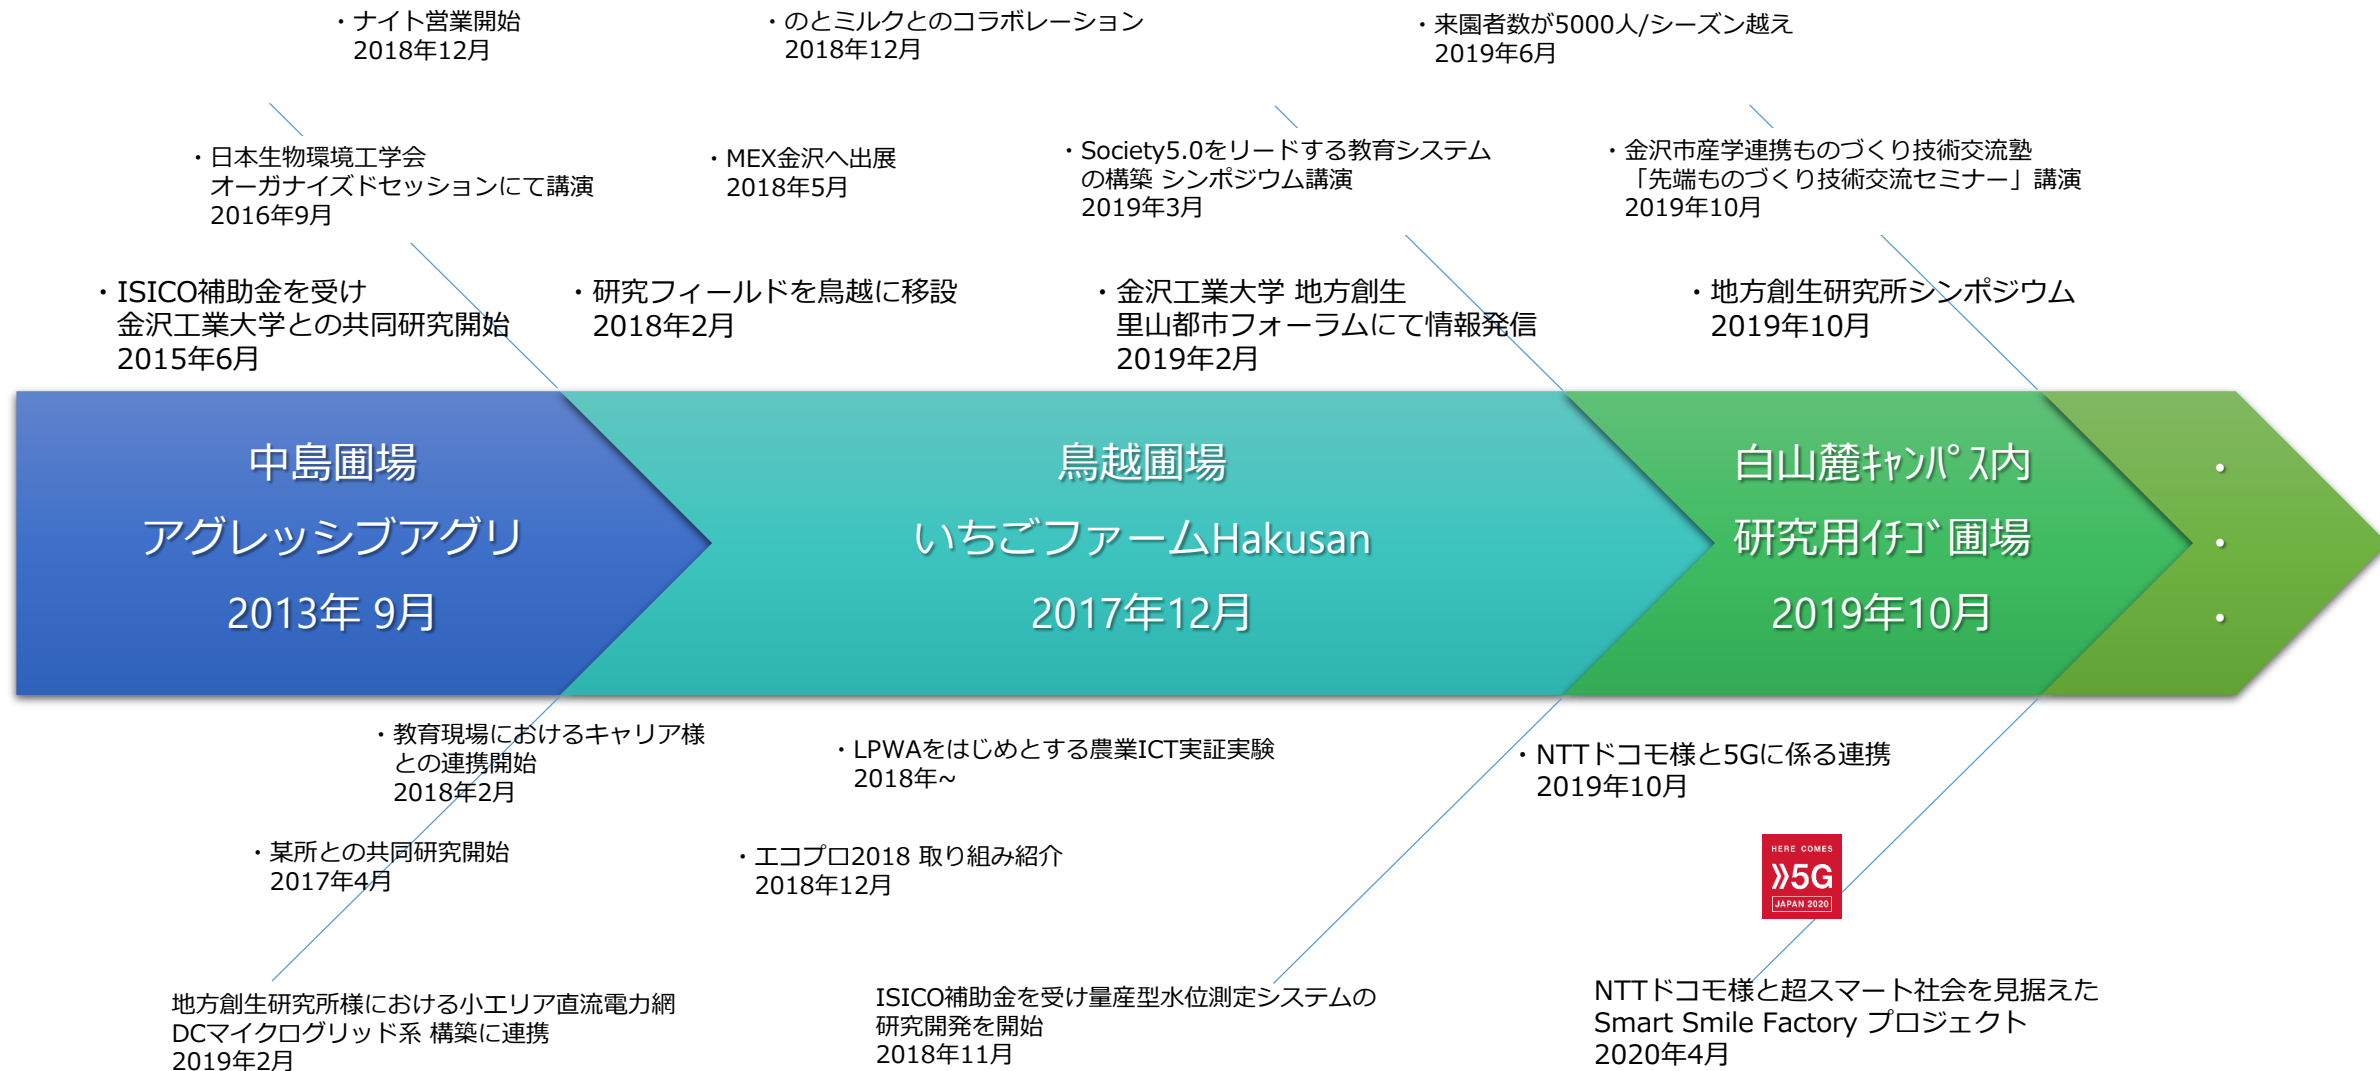 ・ナイト営業開始
2018年12月
・のとミルクとのコラボレーション
2018年12月
・来園者数が5000人/シーズン越え
2019年6月
・日本生物環境工学会
オーガナイズドセッションにて講演
2016年9月
・MEX金沢へ出展
2018年5月
・Society5.0をリードする教育システム
の構築 シンポジウム講演
2019年3月
・金沢市産学連携ものづくり技術交流塾
「先端ものづくり技術交流セミナー」講演
2019年10月
・ISICO補助金を受け
金沢工業大学との共同研究開始
2015年6月
・研究フィールドを鳥越に移設
2018年2月
・金沢工業大学 地方創生
里山都市フォーラムにて情報発信
2019年2月
・地方創生研究所シンポジウム
2019年10月
中島圃場
アグレッシブアグリ
2013年 9月
鳥越圃場
いちごファームHakusan
2017年12月
白山麓ｷｬﾝﾊﾟｽ内
研究用ｲﾁｺﾞ圃場
2019年10月
・
・
・
・教育現場におけるキャリア様
との連携開始
2018年2月
・LPWAをはじめとする農業ICT実証実験
2018年~
・NTTドコモ様と5Gに係る連携
2019年10月
・某所との共同研究開始
2017年4月
・エコプロ2018 取り組み紹介
2018年12月
HERE COMES
》5G
JAPAN 2020
地方創生研究所様における小エリア直流電力網
DCマイクログリッド系 構築に連携
2019年2月
ISICO補助金を受け量産型水位測定システムの
研究開発を開始
2018年11月
NTTドコモ様と超スマート社会を見据えた
Smart Smile Factory プロジェクト
2020年4月